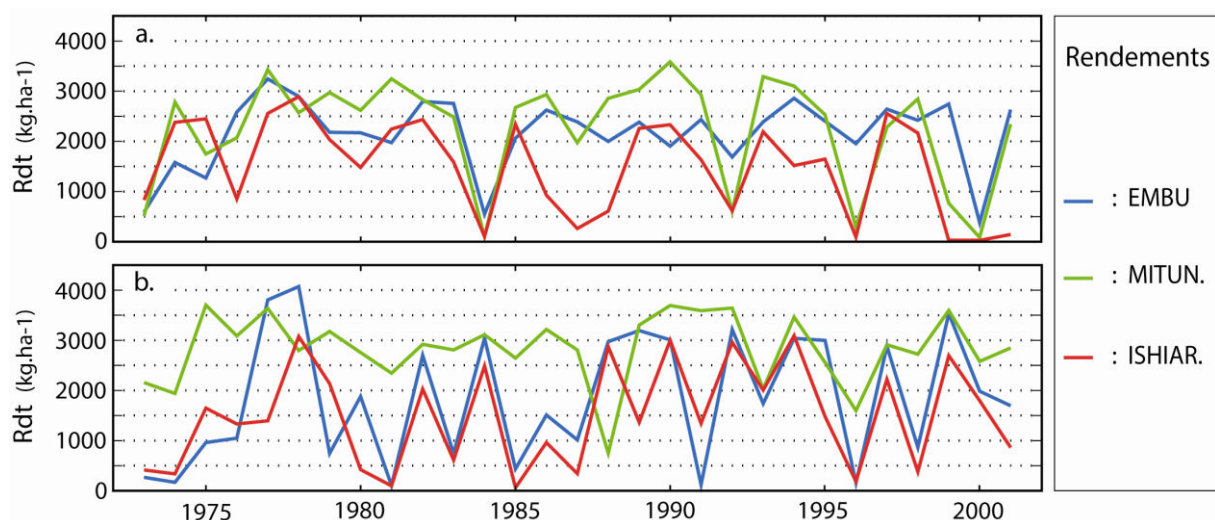 a.
Rdt (kg.ha-1)
4000
3000
2000
1000
0
b.
Rdt (kg.ha-1)
4000
3000
2000
1000
0
1975 1980 1985 1990 1995 2000
Rendements
: EMBU
: MITUN.
: ISHIAR.